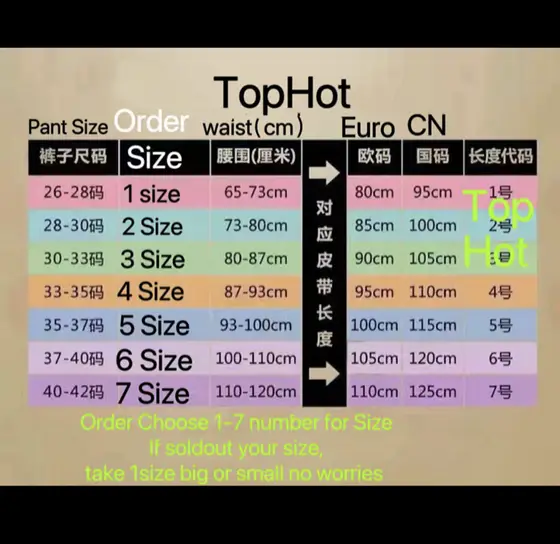 TopHot
Pant Size Order waist(cm) Euro CN
裤子尺码 Size 腰围(厘米) 欧码 国码 长度代码
26-28码 1 size 65-73cm 80cm 95cm 1号
28-30码 2 Size 73-80cm 85cm 100cm 2号
30-33码 3 Size 80-87cm 90cm 105cm 3号
33-35码 4 Size 87-93cm 95cm 110cm 4号
35-37码 5 Size 93-100cm 100cm 115cm 5号
37-40码 6 Size 100-110cm 105cm 120cm 6号
40-42码 7 Size 110-120cm 110cm 125cm 7号
对应皮带长度
Top
Hot
Order Choose 1-7 number for Size
If soldout your size,
take 1size big or small no worries